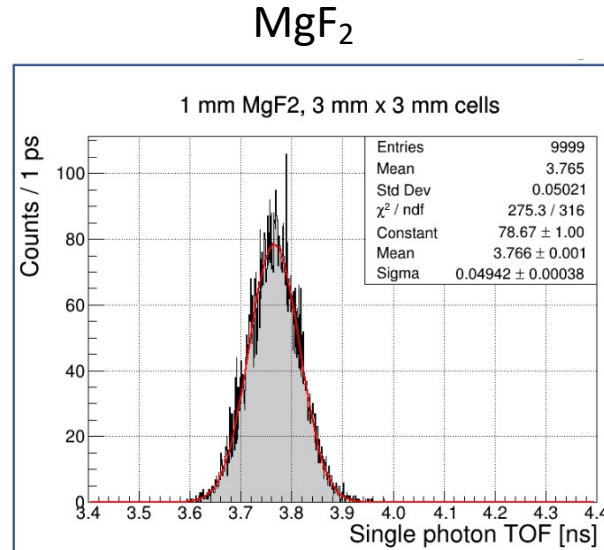 MgF₂
1 mm MgF2, 3 mm x 3 mm cells
Counts / 1 ps
Entries 9999
Mean 3.765
Std Dev 0.05021
χ² / ndf 275.3 / 316
Constant 78.67 ± 1.00
Mean 3.766 ± 0.001
Sigma 0.04942 ± 0.00038
100
80
60
40
20
0
3.4 3.5 3.6 3.7 3.8 3.9 4.0 4.1 4.2 4.3 4.4
Single photon TOF [ns]